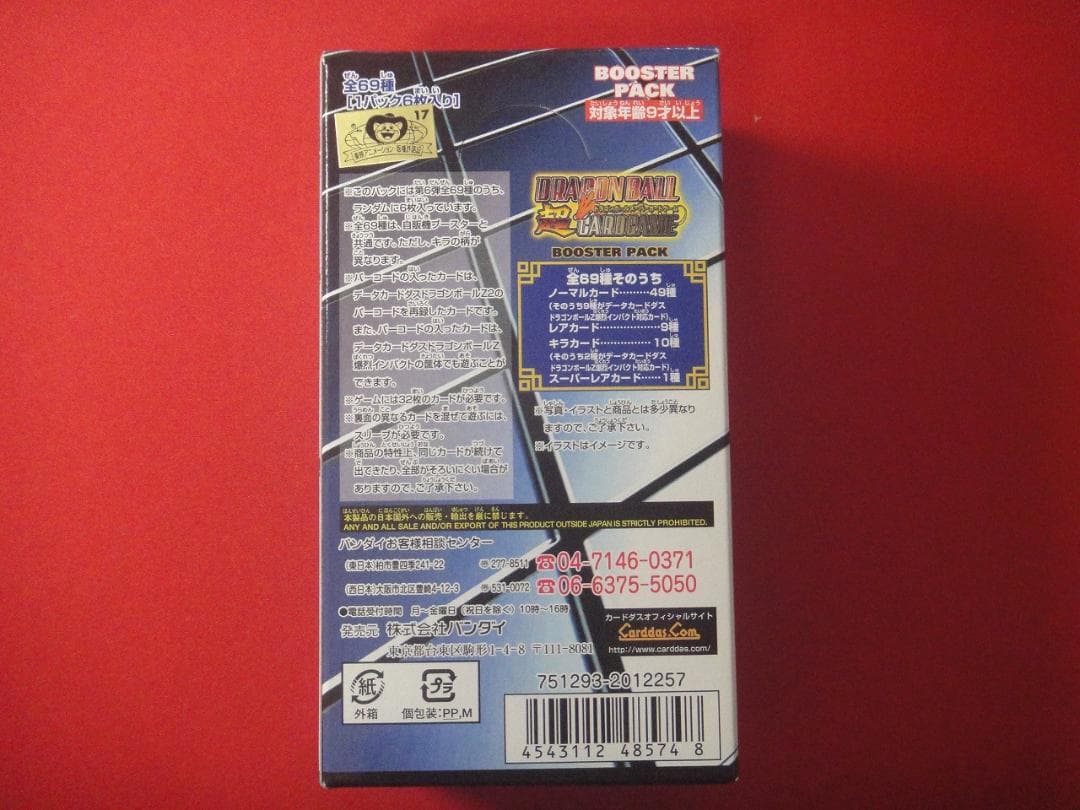 全69種
[1パック6枚入り]
17
東映アニメーション
BOOSTER
PACK
対象年齢9才以上
※このパックには第6弾全69種のうち、
ランダムに6枚入っています。
※全69種は、自販機ブースターと
共通です。ただし、キラの柄が
異なります。
※バーコードの入ったカードは、
データカードダスドラゴンボールZ2の
バーコードを再録したカードです。
また、バーコードの入ったカードは、
データカードダスドラゴンボールZ
爆烈インパクトの筐体でも遊ぶことが
できます。
※ゲームには32枚のカードが必要です。
※裏面の異なるカードを混ぜて遊ぶには、
スリーブが必要です。
※商品の特性上、同じカードが続けて
出てきたり、全部がそろいにくい場合が
ありますので、ご了承下さい。
DRAGON BALL
超 CARD GAME
BOOSTER PACK
全69種そのうち
ノーマルカード………49種
(そのうち9種がデータカードダス
ドラゴンボールZ爆烈インパクト対応カード)
レアカード………………9種
キラカード……………10種
(そのうち2種がデータカードダス
ドラゴンボールZ爆烈インパクト対応カード)
スーパーレアカード……1種
※写真・イラストと商品とは多少異なり
ますので、ご了承下さい。
※イラストはイメージです。
本製品の日本国外への販売・輸出を厳に禁じます。
ANY AND ALL SALE AND/OR EXPORT OF THIS PRODUCT OUTSIDE JAPAN IS STRICTLY PROHIBITED.
バンダイお客様相談センター
(東日本)柏市豊四季241-22 〒277-8511 ☎04-7146-0371
(西日本)大阪市北区豊崎4-12-3 〒531-0072 ☎06-6375-5050
●電話受付時間 月～金曜日(祝日を除く)10時～16時
発売元 株式会社バンダイ
東京都台東区駒形1-4-8 〒111-8081
カードダスオフィシャルサイト
Carddas.Com
http://www.carddas.com/
紙
外箱
プラ
個包装:PP,M
751293-2012257
4543112 48574 8